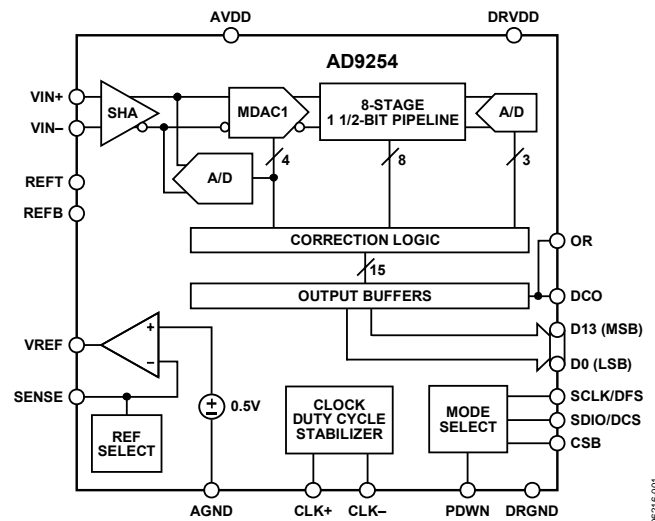 AVDD
DRVDD
AD9254
VIN+
VIN–
SHA
MDAC1
8-STAGE
1 1/2-BIT PIPELINE
A/D
4
8
3
A/D
REFT
REFB
CORRECTION LOGIC
OR
15
OUTPUT BUFFERS
DCO
D13 (MSB)
D0 (LSB)
VREF
+
–
SENSE
0.5V
REF
SELECT
CLOCK
DUTY CYCLE
STABILIZER
MODE
SELECT
SCLK/DFS
SDIO/DCS
CSB
AGND
CLK+
CLK–
PDWN
DRGND
06216-001